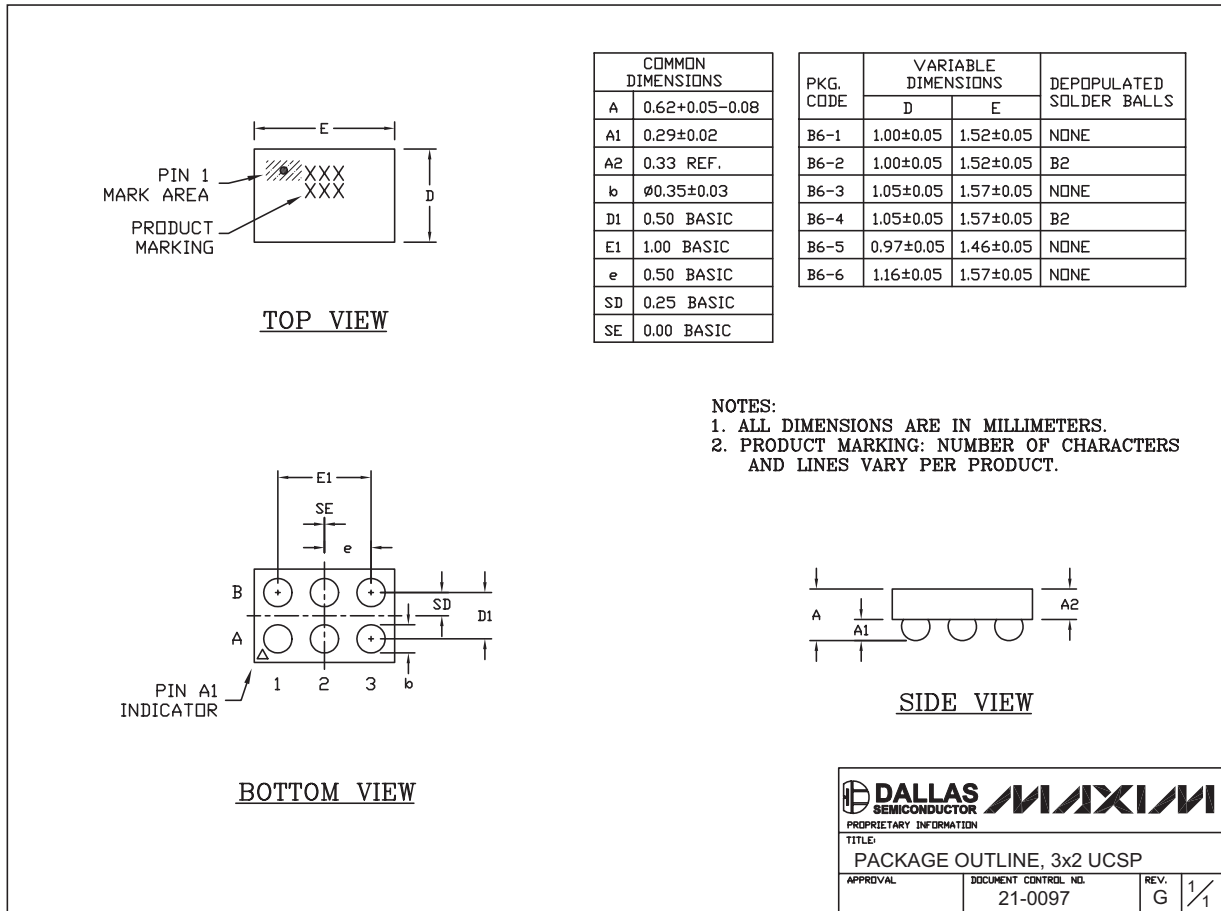 E
D
PIN 1
MARK AREA
XXX
XXX
PRODUCT
MARKING
TOP VIEW
COMMON
DIMENSIONS
A 0.62+0.05-0.08
A1 0.29±0.02
A2 0.33 REF.
b ø0.35±0.03
D1 0.50 BASIC
E1 1.00 BASIC
e 0.50 BASIC
SD 0.25 BASIC
SE 0.00 BASIC
PKG.
CODE
VARIABLE
DIMENSIONS
DEPOPULATED
SOLDER BALLS
D E
B6-1 1.00±0.05 1.52±0.05 NONE
B6-2 1.00±0.05 1.52±0.05 B2
B6-3 1.05±0.05 1.57±0.05 NONE
B6-4 1.05±0.05 1.57±0.05 B2
B6-5 0.97±0.05 1.46±0.05 NONE
B6-6 1.16±0.05 1.57±0.05 NONE
NOTES:
1. ALL DIMENSIONS ARE IN MILLIMETERS.
2. PRODUCT MARKING: NUMBER OF CHARACTERS
AND LINES VARY PER PRODUCT.
E1
SE
e
B
SD
D1
A
1 2 3 b
PIN A1
INDICATOR
BOTTOM VIEW
A
A1
A2
SIDE VIEW
DALLAS
SEMICONDUCTOR
MAXIM
PROPRIETARY INFORMATION
TITLE:
PACKAGE OUTLINE, 3x2 UCSP
APPROVAL
DOCUMENT CONTROL NO.
21-0097
REV.
G
1/1